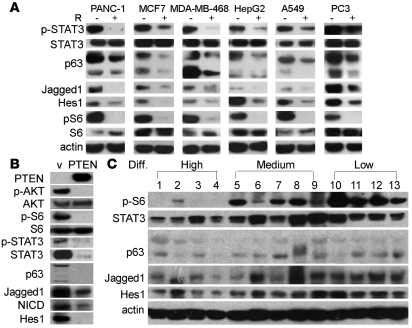 A PANC-1 MCF7 MDA-MB-468 HepG2 A549 PC3
R - + - + - + - + - + - +
p-STAT3
STAT3
p63
Jagged1
Hes1
pS6
S6
actin
B V PTEN
PTEN
p-AKT
AKT
p-S6
S6
p-STAT3
STAT3
p63
Jagged1
NICD
Hes1
C Diff. High Medium Low
1 2 3 4 5 6 7 8 9 10 11 12 13
p-S6
STAT3
p63
Jagged1
Hes1
actin